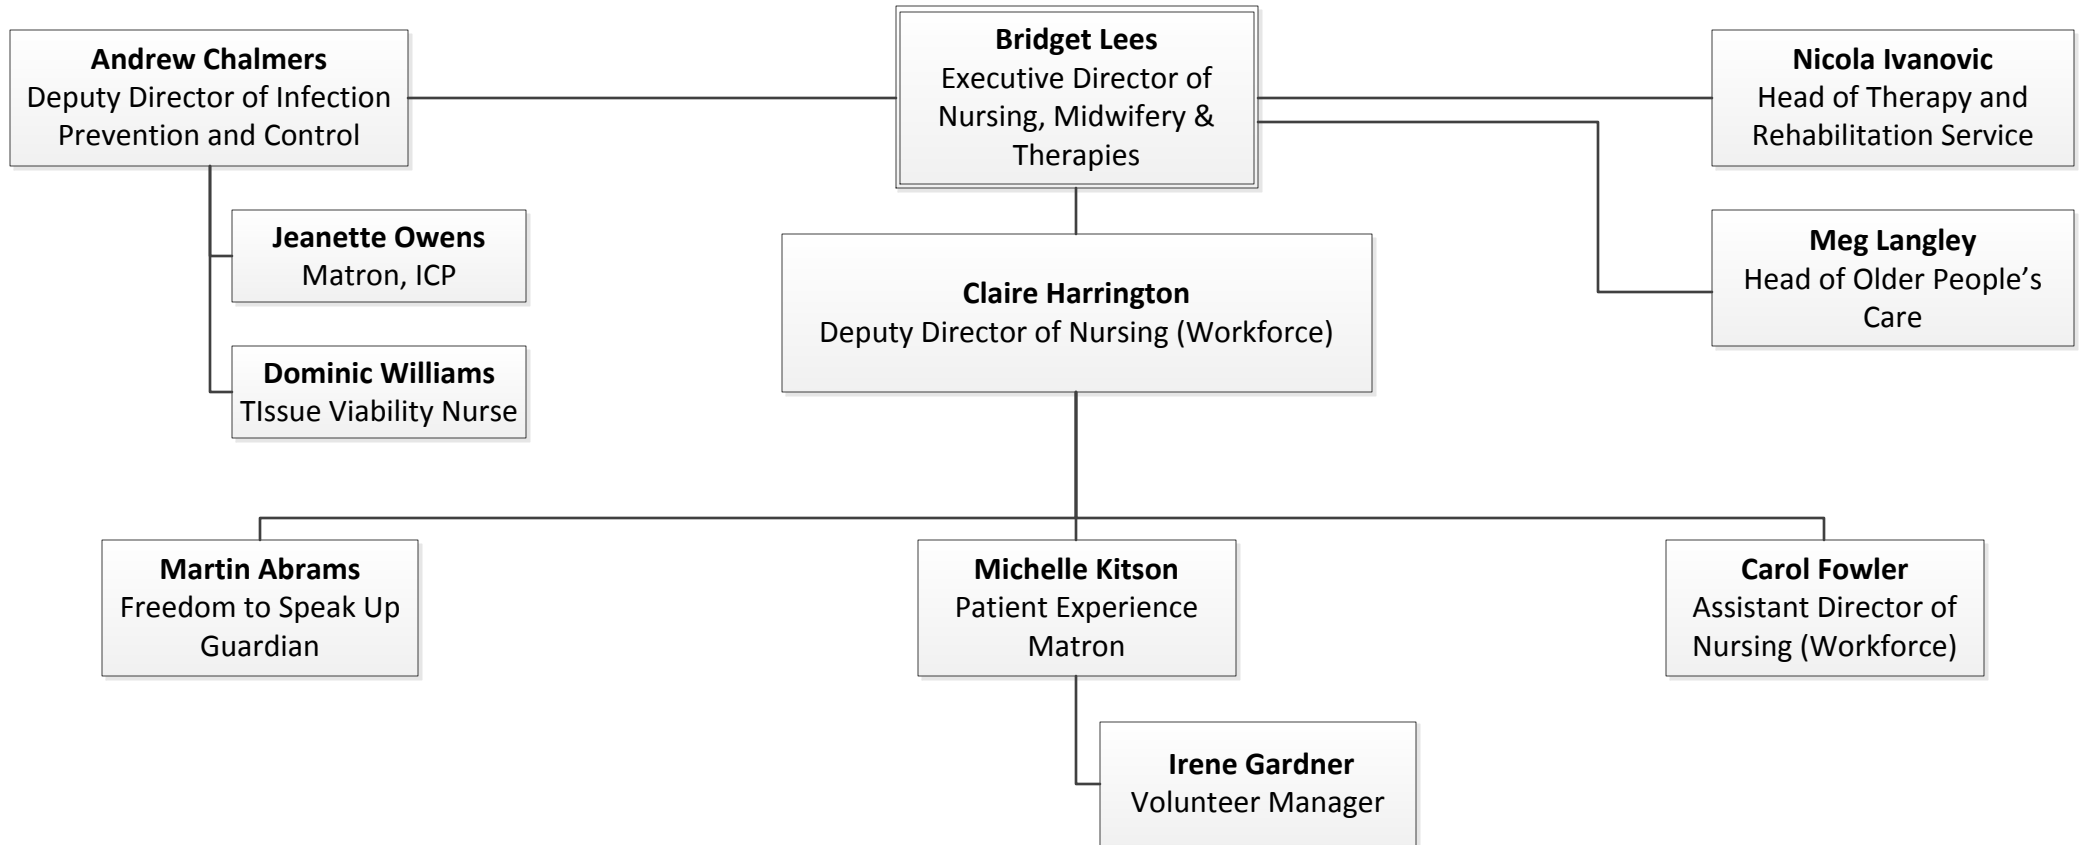 Andrew Chalmers
Deputy Director of Infection
Prevention and Control
Bridget Lees
Executive Director of
Nursing, Midwifery &
Therapies
Nicola Ivanovic
Head of Therapy and
Rehabilitation Service
Jeanette Owens
Matron, ICP
Meg Langley
Head of Older People’s
Care
Claire Harrington
Deputy Director of Nursing (Workforce)
Dominic Williams
TIssue Viability Nurse
Martin Abrams
Freedom to Speak Up
Guardian
Michelle Kitson
Patient Experience
Matron
Carol Fowler
Assistant Director of
Nursing (Workforce)
Irene Gardner
Volunteer Manager